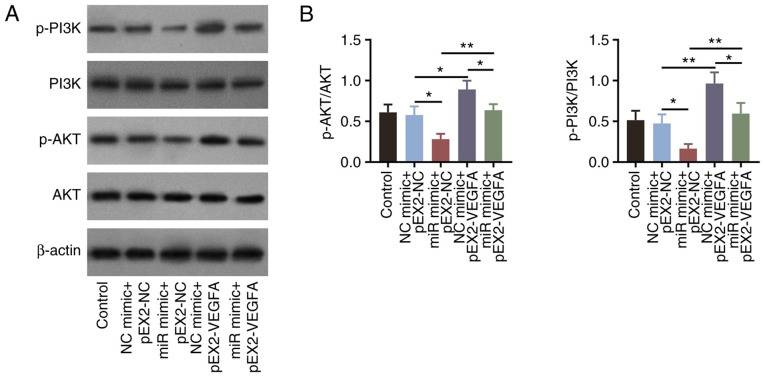 A
p-PI3K
PI3K
p-AKT
AKT
β-actin
Control
NC mimic+
pEX2-NC
miR mimic+
pEX2-NC
NC mimic+
pEX2-VEGFA
miR mimic+
pEX2-VEGFA
B
p-AKT/AKT
1.5
1.0
0.5
0.0
*
*
**
*
Control
NC mimic+
pEX2-NC
miR mimic+
pEX2-NC
NC mimic+
pEX2-VEGFA
miR mimic+
pEX2-VEGFA
p-PI3K/PI3K
1.5
1.0
0.5
0.0
**
*
**
*
Control
NC mimic+
pEX2-NC
miR mimic+
pEX2-NC
NC mimic+
pEX2-VEGFA
miR mimic+
pEX2-VEGFA